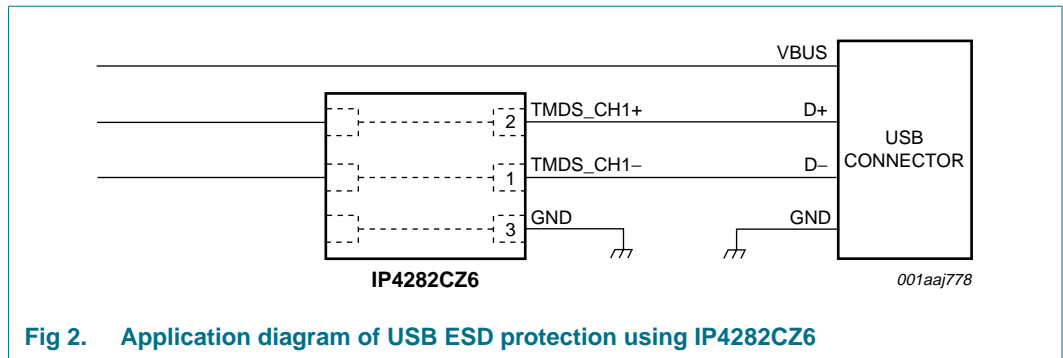 VBUS
TMDS_CH1+ D+
2
USB
CONNECTOR
TMDS_CH1− D−
1
GND GND
3
IP4282CZ6
001aaj778
Fig 2. Application diagram of USB ESD protection using IP4282CZ6